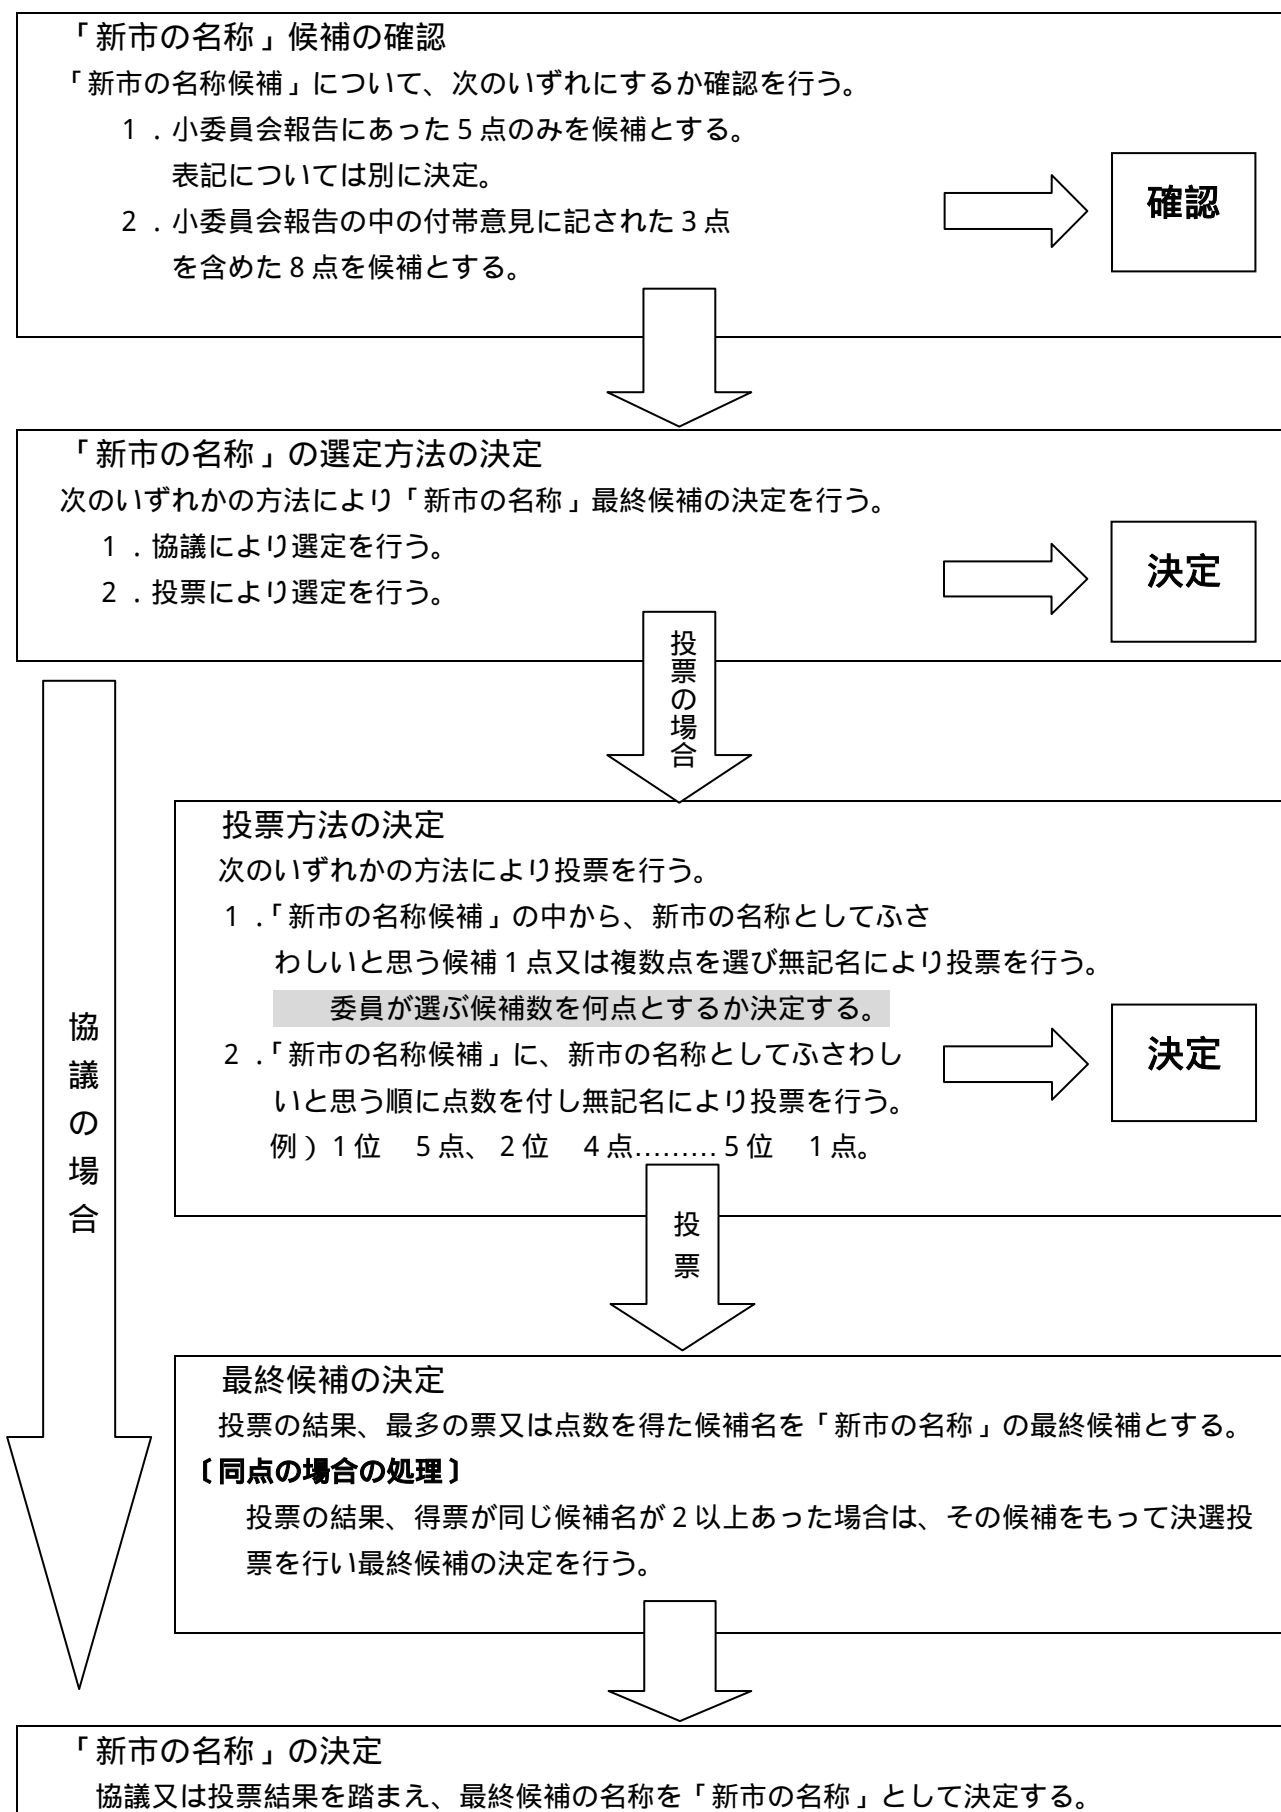 「新市の名称」候補の確認
「新市の名称候補」について、次のいずれにするか確認を行う。
1．小委員会報告にあった5点のみを候補とする。
表記については別に決定。
2．小委員会報告の中の付帯意見に記された3点
を含めた8点を候補とする。
確認
「新市の名称」の選定方法の決定
次のいずれかの方法により「新市の名称」最終候補の決定を行う。
1．協議により選定を行う。
2．投票により選定を行う。
決定
投票の場合
協議の場合
投票方法の決定
次のいずれかの方法により投票を行う。
1．「新市の名称候補」の中から、新市の名称としてふさ
わしいと思う候補1点又は複数点を選び無記名により投票を行う。
委員が選ぶ候補数を何点とするか決定する。
2．「新市の名称候補」に、新市の名称としてふさわし
いと思う順に点数を付し無記名により投票を行う。
例）1位　5点、2位　4点………5位　1点。
決定
投票
最終候補の決定
投票の結果、最多の票又は点数を得た候補名を「新市の名称」の最終候補とする。
〔同点の場合の処理〕
投票の結果、得票が同じ候補名が2以上あった場合は、その候補をもって決選投
票を行い最終候補の決定を行う。
「新市の名称」の決定
協議又は投票結果を踏まえ、最終候補の名称を「新市の名称」として決定する。